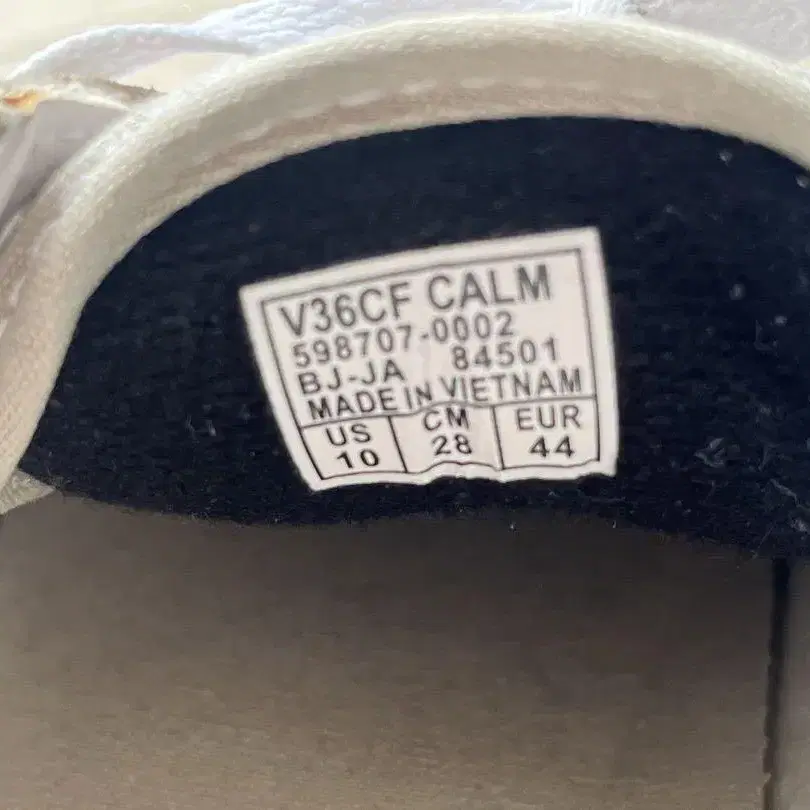 V36CF CALM
598707-0002
BJ-JA 84501
MADE IN VIETNAM
US CM EUR
10 28 44